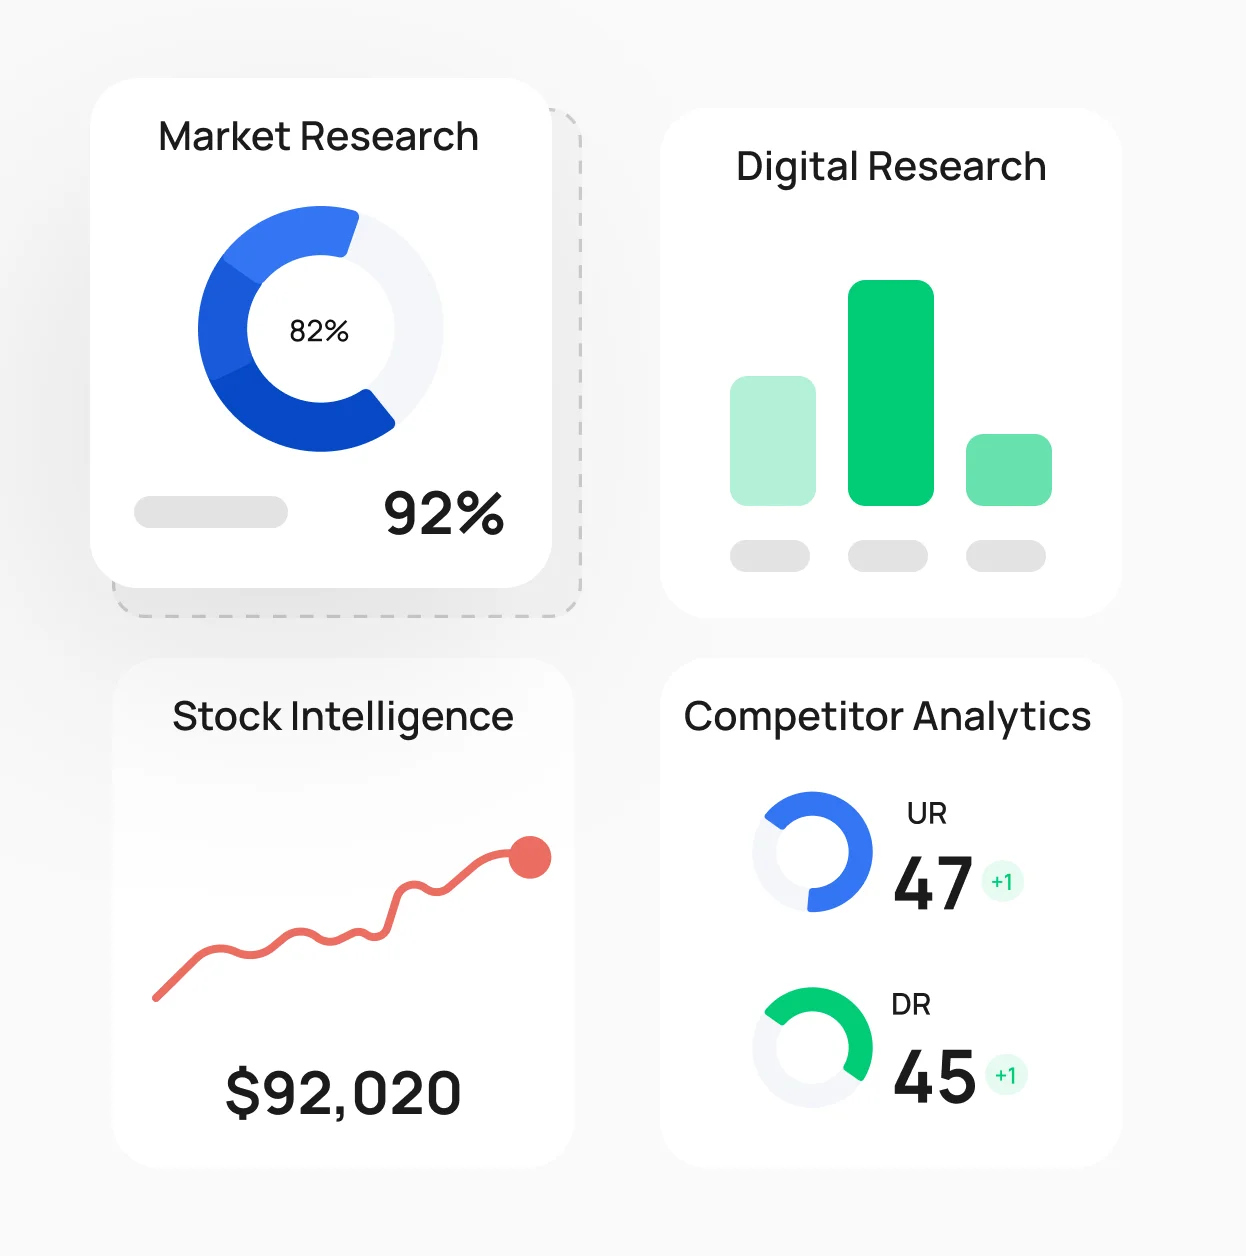 Market Research
82%
92%
Digital Research
Stock Intelligence
$92,020
Competitor Analytics
UR
47 +1
DR
45 +1